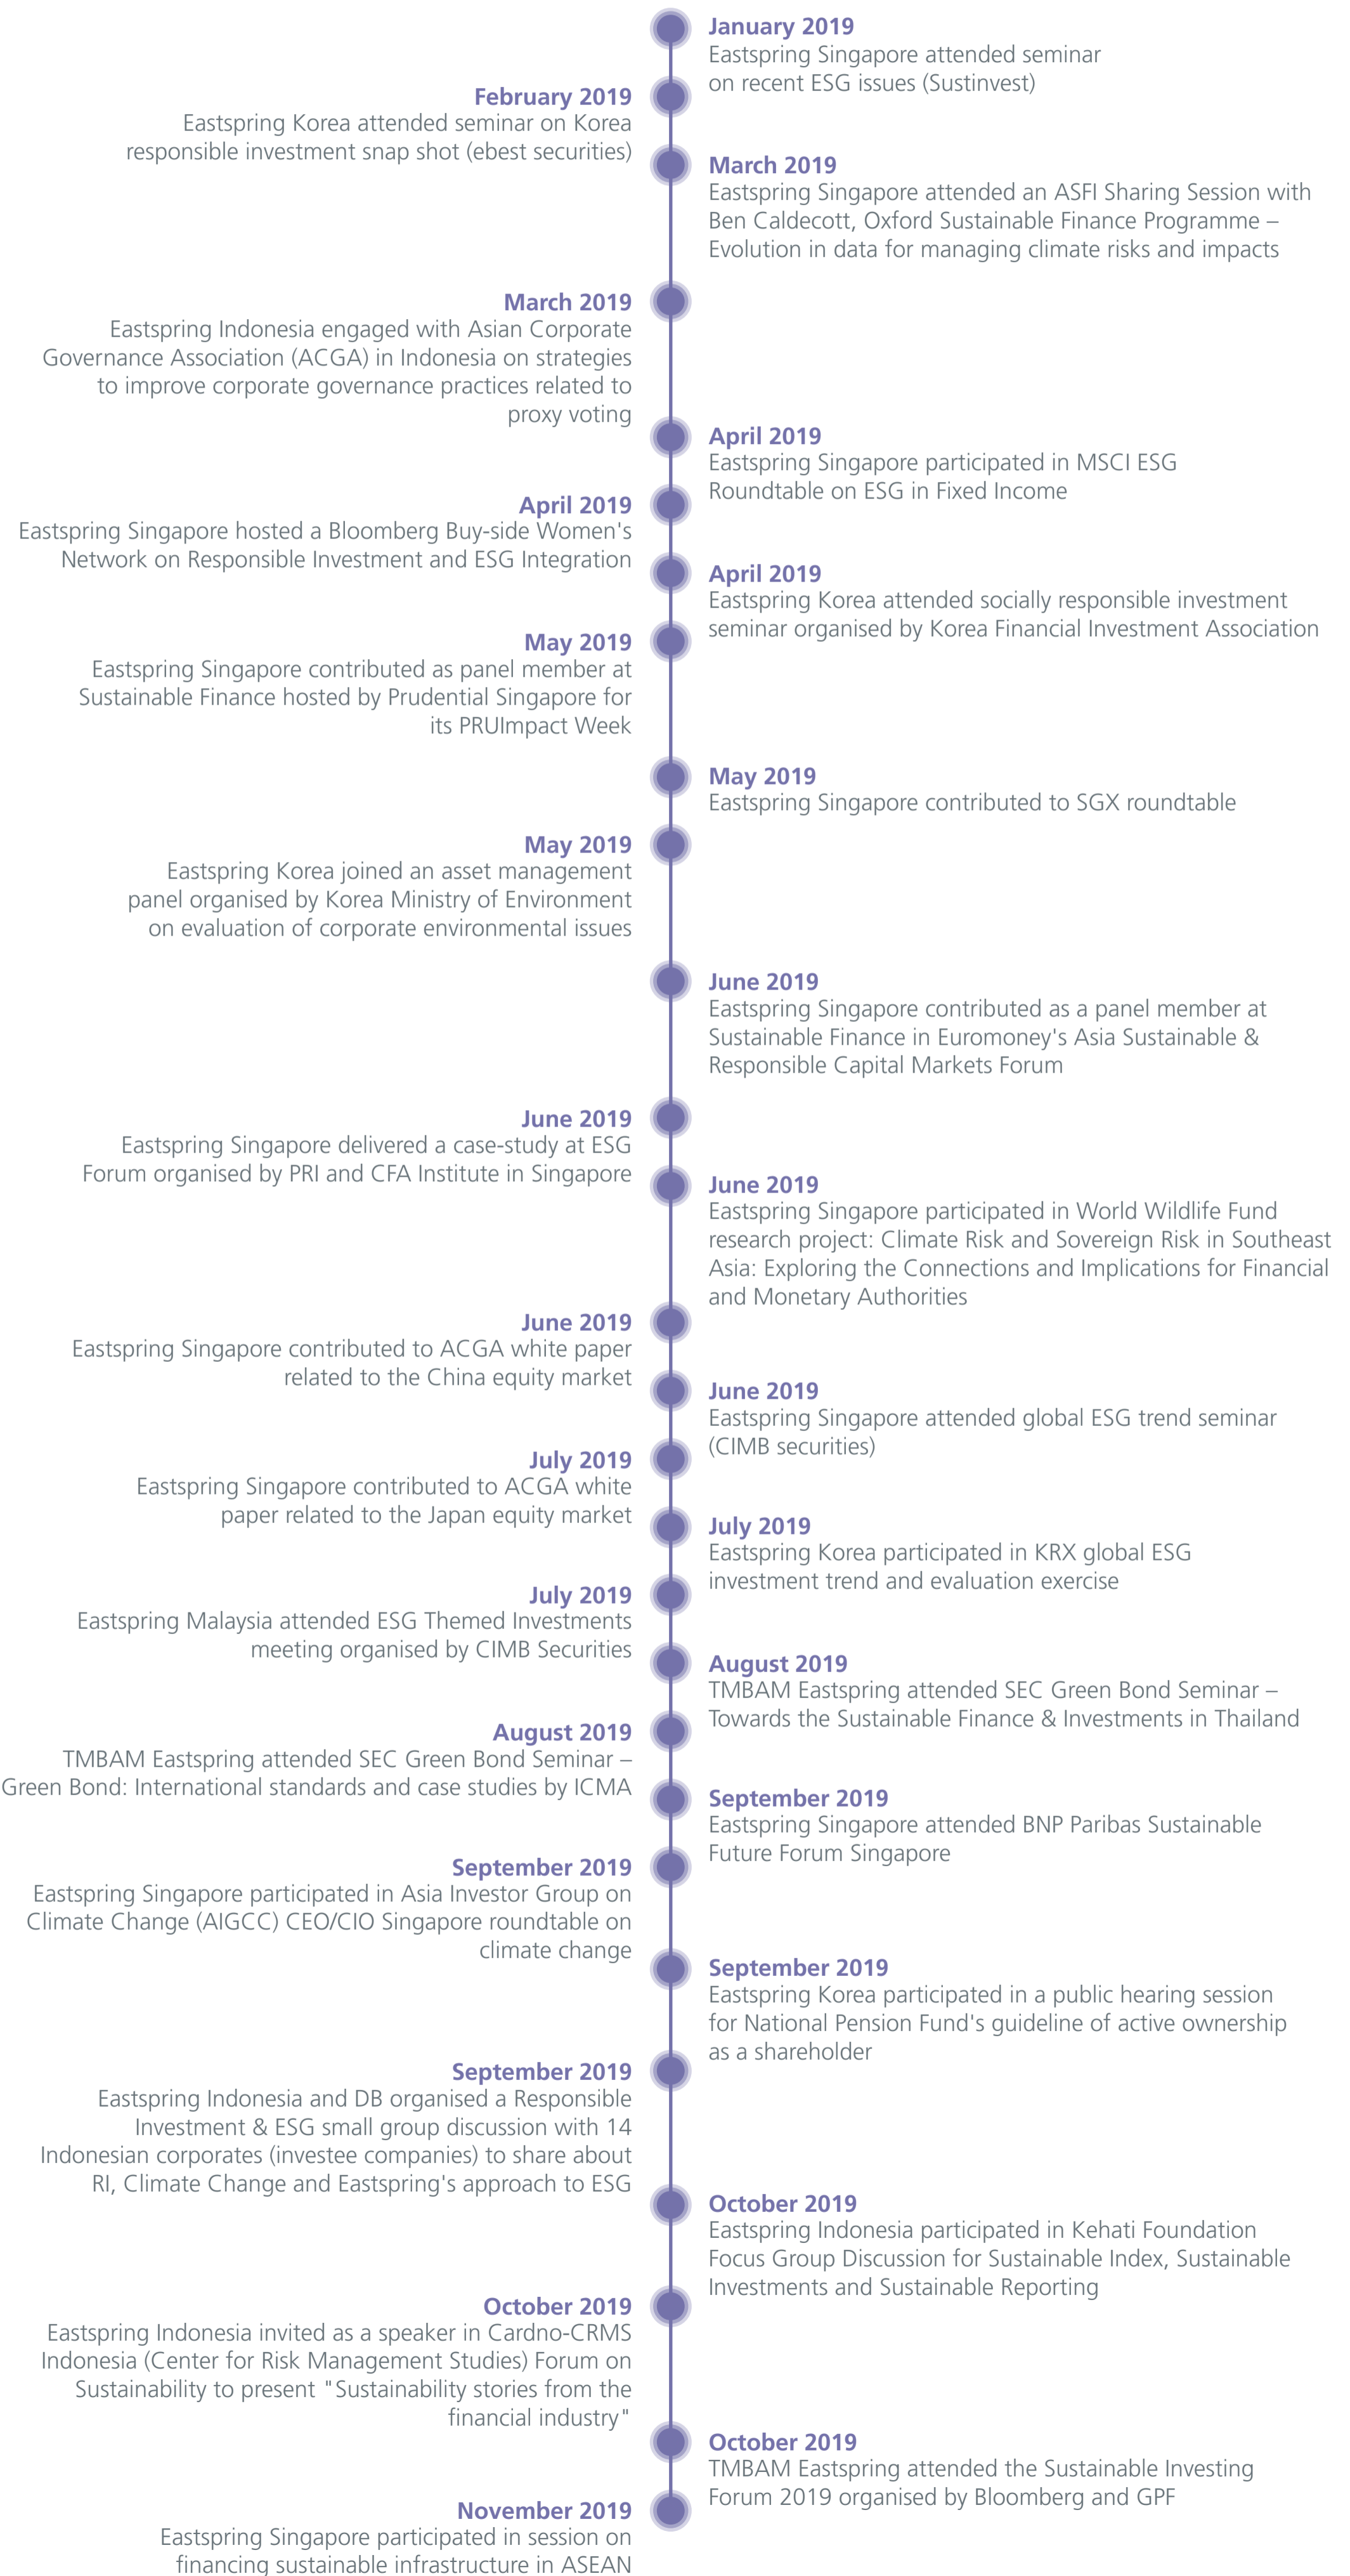 January 2019
Eastspring Singapore attended seminar
on recent ESG issues (Sustinvest)
February 2019
Eastspring Korea attended seminar on Korea
responsible investment snap shot (ebest securities)
March 2019
Eastspring Singapore attended an ASFI Sharing Session with
Ben Caldecott, Oxford Sustainable Finance Programme –
Evolution in data for managing climate risks and impacts
March 2019
Eastspring Indonesia engaged with Asian Corporate
Governance Association (ACGA) in Indonesia on strategies
to improve corporate governance practices related to
proxy voting
April 2019
Eastspring Singapore participated in MSCI ESG
Roundtable on ESG in Fixed Income
April 2019
Eastspring Singapore hosted a Bloomberg Buy-side Women's
Network on Responsible Investment and ESG Integration
April 2019
Eastspring Korea attended socially responsible investment
seminar organised by Korea Financial Investment Association
May 2019
Eastspring Singapore contributed as panel member at
Sustainable Finance hosted by Prudential Singapore for
its PRUImpact Week
May 2019
Eastspring Singapore contributed to SGX roundtable
May 2019
Eastspring Korea joined an asset management
panel organised by Korea Ministry of Environment
on evaluation of corporate environmental issues
June 2019
Eastspring Singapore contributed as a panel member at
Sustainable Finance in Euromoney's Asia Sustainable &
Responsible Capital Markets Forum
June 2019
Eastspring Singapore delivered a case-study at ESG
Forum organised by PRI and CFA Institute in Singapore
June 2019
Eastspring Singapore participated in World Wildlife Fund
research project: Climate Risk and Sovereign Risk in Southeast
Asia: Exploring the Connections and Implications for Financial
and Monetary Authorities
June 2019
Eastspring Singapore contributed to ACGA white paper
related to the China equity market
June 2019
Eastspring Singapore attended global ESG trend seminar
(CIMB securities)
July 2019
Eastspring Singapore contributed to ACGA white
paper related to the Japan equity market
July 2019
Eastspring Korea participated in KRX global ESG
investment trend and evaluation exercise
July 2019
Eastspring Malaysia attended ESG Themed Investments
meeting organised by CIMB Securities
August 2019
TMBAM Eastspring attended SEC Green Bond Seminar –
Towards the Sustainable Finance & Investments in Thailand
August 2019
TMBAM Eastspring attended SEC Green Bond Seminar –
Green Bond: International standards and case studies by ICMA
September 2019
Eastspring Singapore attended BNP Paribas Sustainable
Future Forum Singapore
September 2019
Eastspring Singapore participated in Asia Investor Group on
Climate Change (AIGCC) CEO/CIO Singapore roundtable on
climate change
September 2019
Eastspring Korea participated in a public hearing session
for National Pension Fund's guideline of active ownership
as a shareholder
September 2019
Eastspring Indonesia and DB organised a Responsible
Investment & ESG small group discussion with 14
Indonesian corporates (investee companies) to share about
RI, Climate Change and Eastspring's approach to ESG
October 2019
Eastspring Indonesia participated in Kehati Foundation
Focus Group Discussion for Sustainable Index, Sustainable
Investments and Sustainable Reporting
October 2019
Eastspring Indonesia invited as a speaker in Cardno-CRMS
Indonesia (Center for Risk Management Studies) Forum on
Sustainability to present "Sustainability stories from the
financial industry"
October 2019
TMBAM Eastspring attended the Sustainable Investing
Forum 2019 organised by Bloomberg and GPF
November 2019
Eastspring Singapore participated in session on
financing sustainable infrastructure in ASEAN